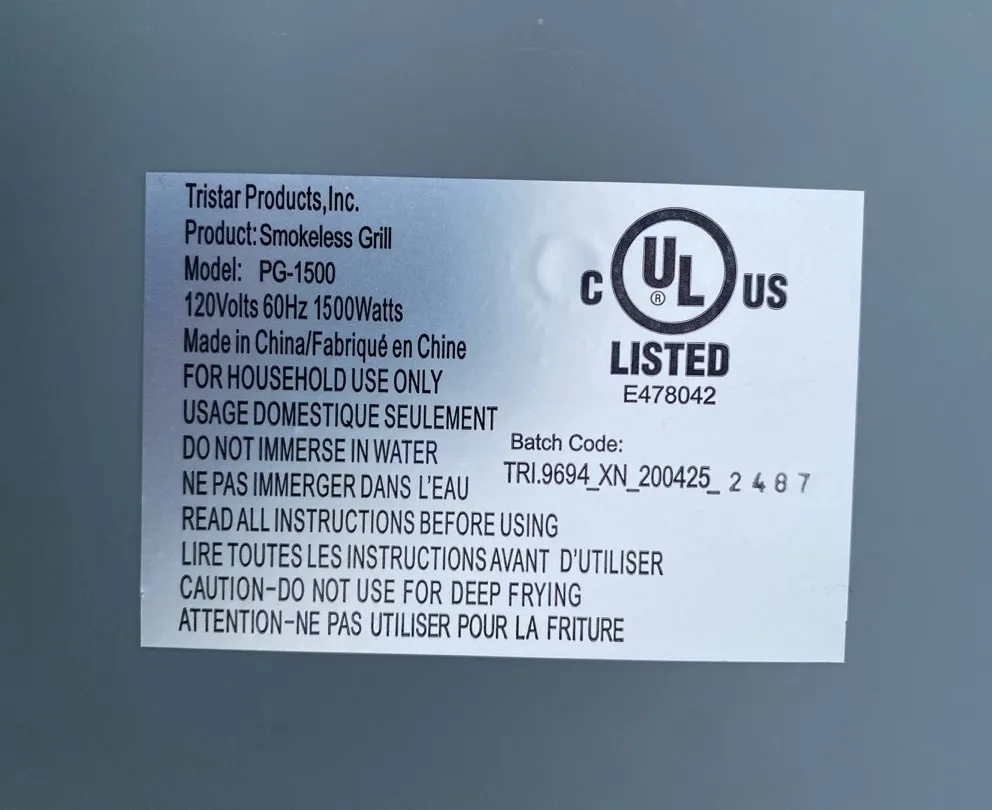 Tristar Products,Inc.
Product: Smokeless Grill
Model: PG-1500
120Volts 60Hz 1500Watts
Made in China/Fabriqué en Chine
FOR HOUSEHOLD USE ONLY
USAGE DOMESTIQUE SEULEMENT
DO NOT IMMERSE IN WATER
NE PAS IMMERGER DANS L'EAU
READ ALL INSTRUCTIONS BEFORE USING
LIRE TOUTES LES INSTRUCTIONS AVANT D'UTILISER
CAUTION-DO NOT USE FOR DEEP FRYING
ATTENTION-NE PAS UTILISER POUR LA FRITURE
C UL® US
LISTED
E478042
Batch Code:
TRI.9694_XN_200425_2487